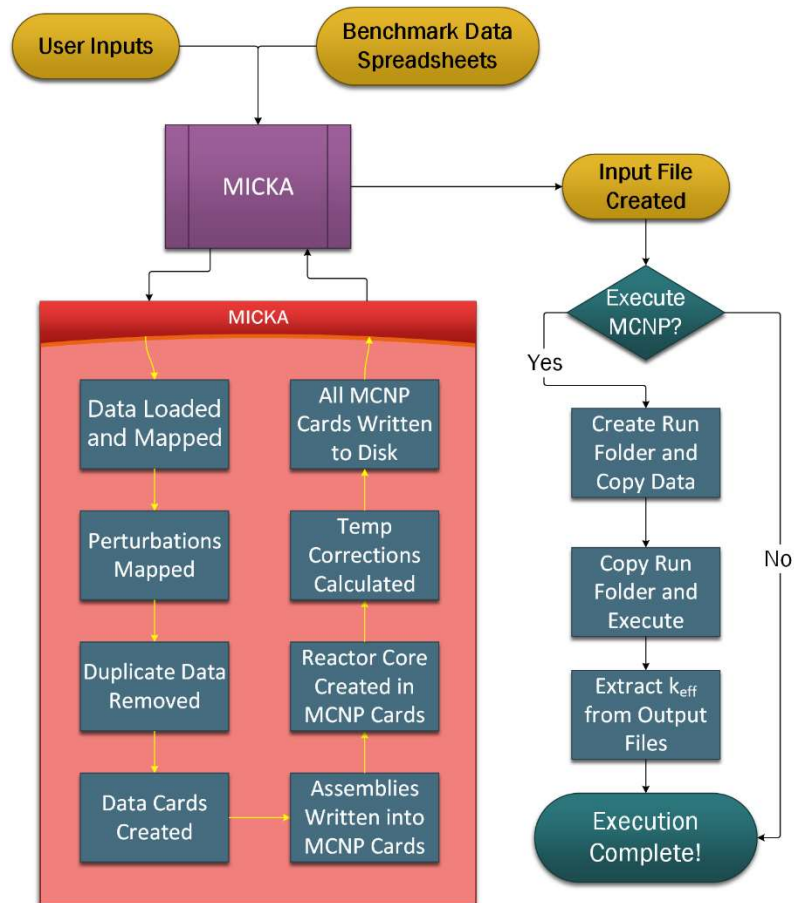 User Inputs
Benchmark Data
Spreadsheets
MICKA
Input File
Created
MICKA
Data Loaded
and Mapped
Perturbations
Mapped
Duplicate Data
Removed
Data Cards
Created
Assemblies
Written into
MCNP Cards
Reactor Core
Created in
MCNP Cards
Temp
Corrections
Calculated
All MCNP
Cards Written
to Disk
Execute
MCNP?
Yes
No
Create Run
Folder and
Copy Data
Copy Run
Folder and
Execute
Extract keff
from Output
Files
Execution
Complete!